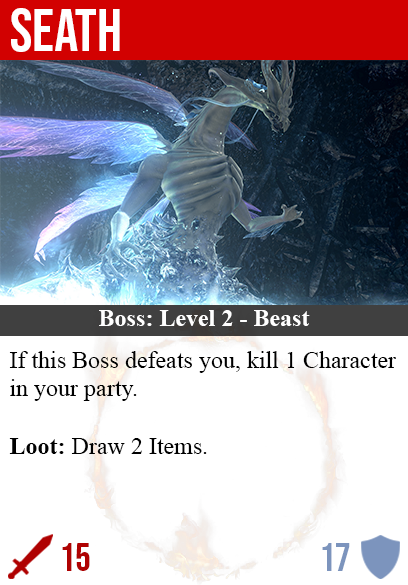 SEATH
Boss: Level 2 - Beast
If this Boss defeats you, kill 1 Character
in your party.
Loot: Draw 2 Items.
15
17